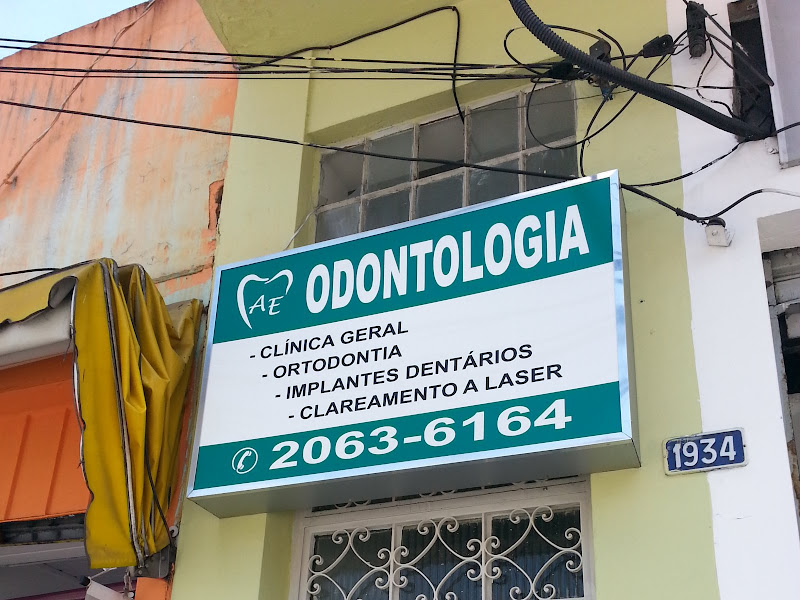 AE
ODONTOLOGIA
- CLÍNICA GERAL
- ORTODONTIA
- IMPLANTES DENTÁRIOS
- CLAREAMENTO A LASER
2063-6164
1934